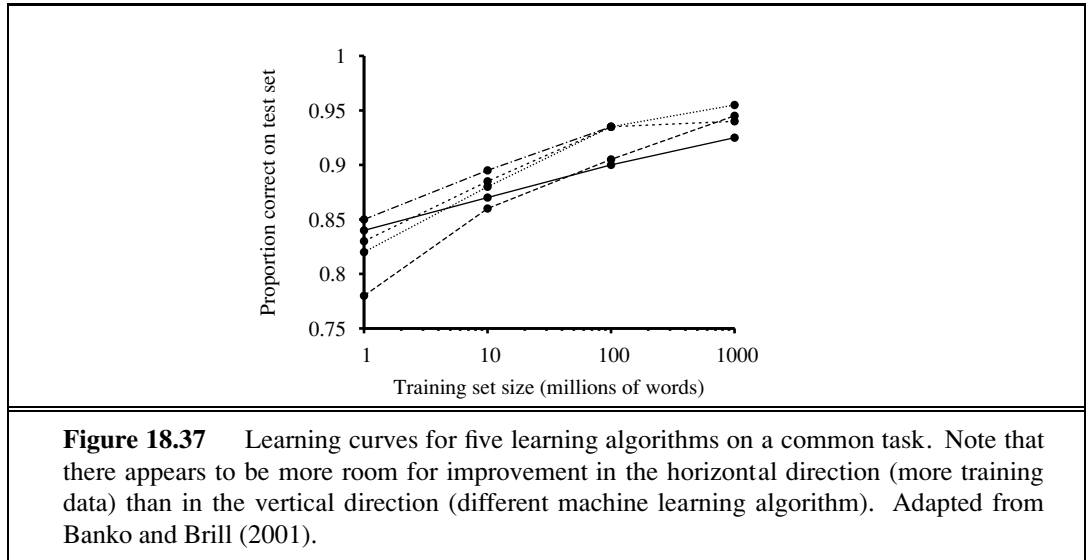 1
0.95
0.9
0.85
0.8
0.75
Proportion correct on test set
1 10 100 1000
Training set size (millions of words)
Figure 18.37 Learning curves for five learning algorithms on a common task. Note that
there appears to be more room for improvement in the horizontal direction (more training
data) than in the vertical direction (different machine learning algorithm). Adapted from
Banko and Brill (2001).